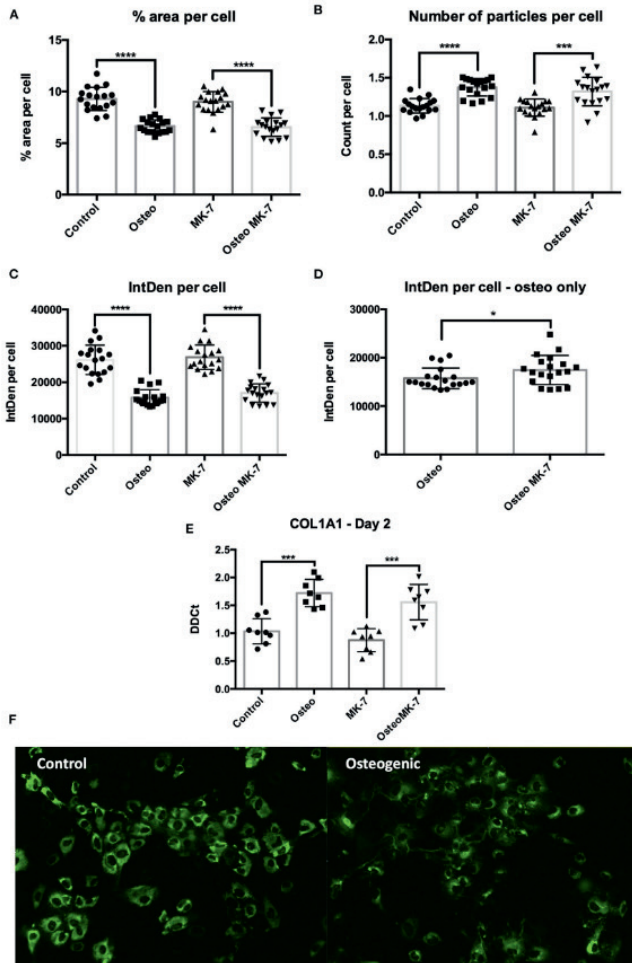 A
% area per cell
% area per cell
15
10
5
0
****
****
Control
Osteo
MK-7
Osteo MK-7
B
Number of particles per cell
Count per cell
2.0
1.5
1.0
0.5
0.0
****
***
Control
Osteo
MK-7
Osteo MK-7
C
IntDen per cell
IntDen per cell
40000
30000
20000
10000
0
****
****
Control
Osteo
MK-7
Osteo MK-7
D
IntDen per cell - osteo only
IntDen per cell
30000
20000
10000
0
*
Osteo
Osteo MK-7
E
COL1A1 - Day 2
DDCt
2.5
2.0
1.5
1.0
0.5
0.0
***
***
Control
Osteo
MK-7
OsteoMK-7
F
Control
Osteogenic